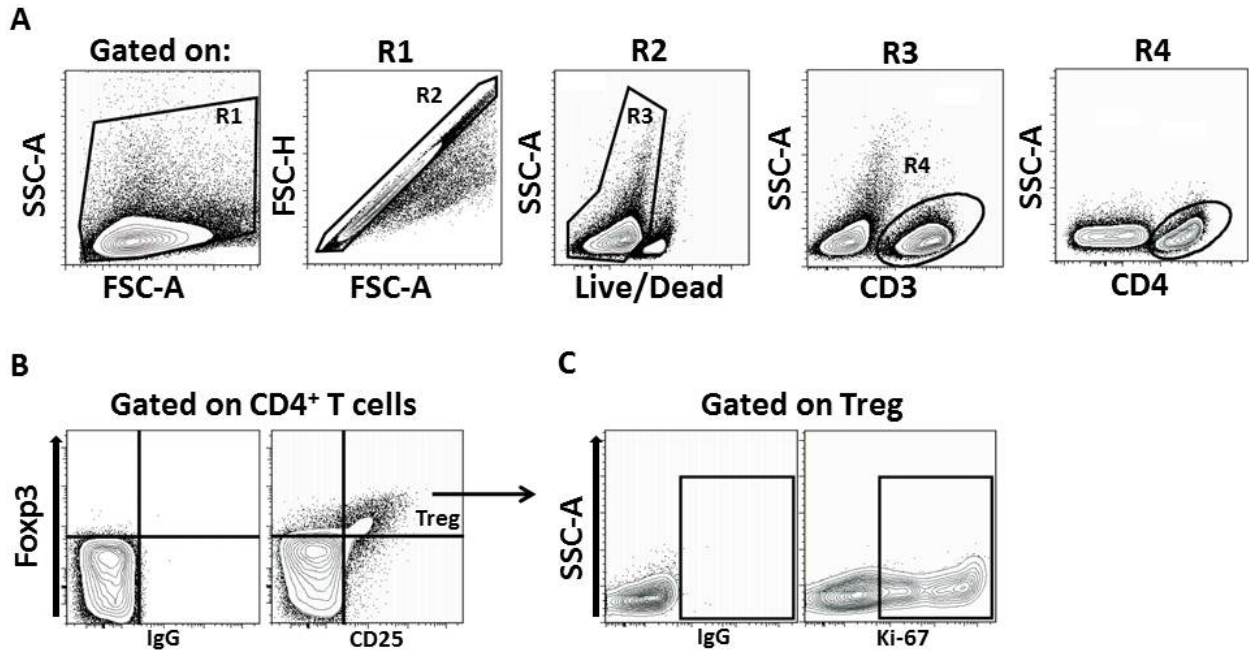 A
Gated on: R1 R2 R3 R4
SSC-A R1 FSC-A
FSC-H R2 FSC-A
SSC-A R3 Live/Dead
SSC-A R4 CD3
SSC-A CD4
B
Gated on CD4⁺ T cells
Foxp3
IgG
Treg
CD25
C
Gated on Treg
SSC-A
IgG
Ki-67